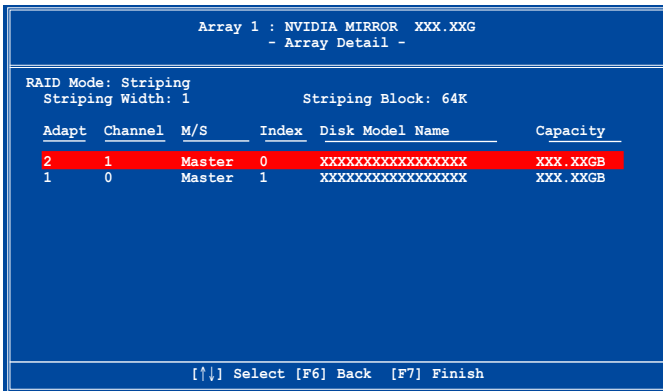 Array 1 : NVIDIA MIRROR XXX.XXG
- Array Detail -
RAID Mode: Striping
Striping Width: 1 Striping Block: 64K
Adapt Channel M/S Index Disk Model Name Capacity
2 1 Master 0 XXXXXXXXXXXXXXXXX XXX.XXGB
1 0 Master 1 XXXXXXXXXXXXXXXXX XXX.XXGB
[↑↓] Select [F6] Back [F7] Finish